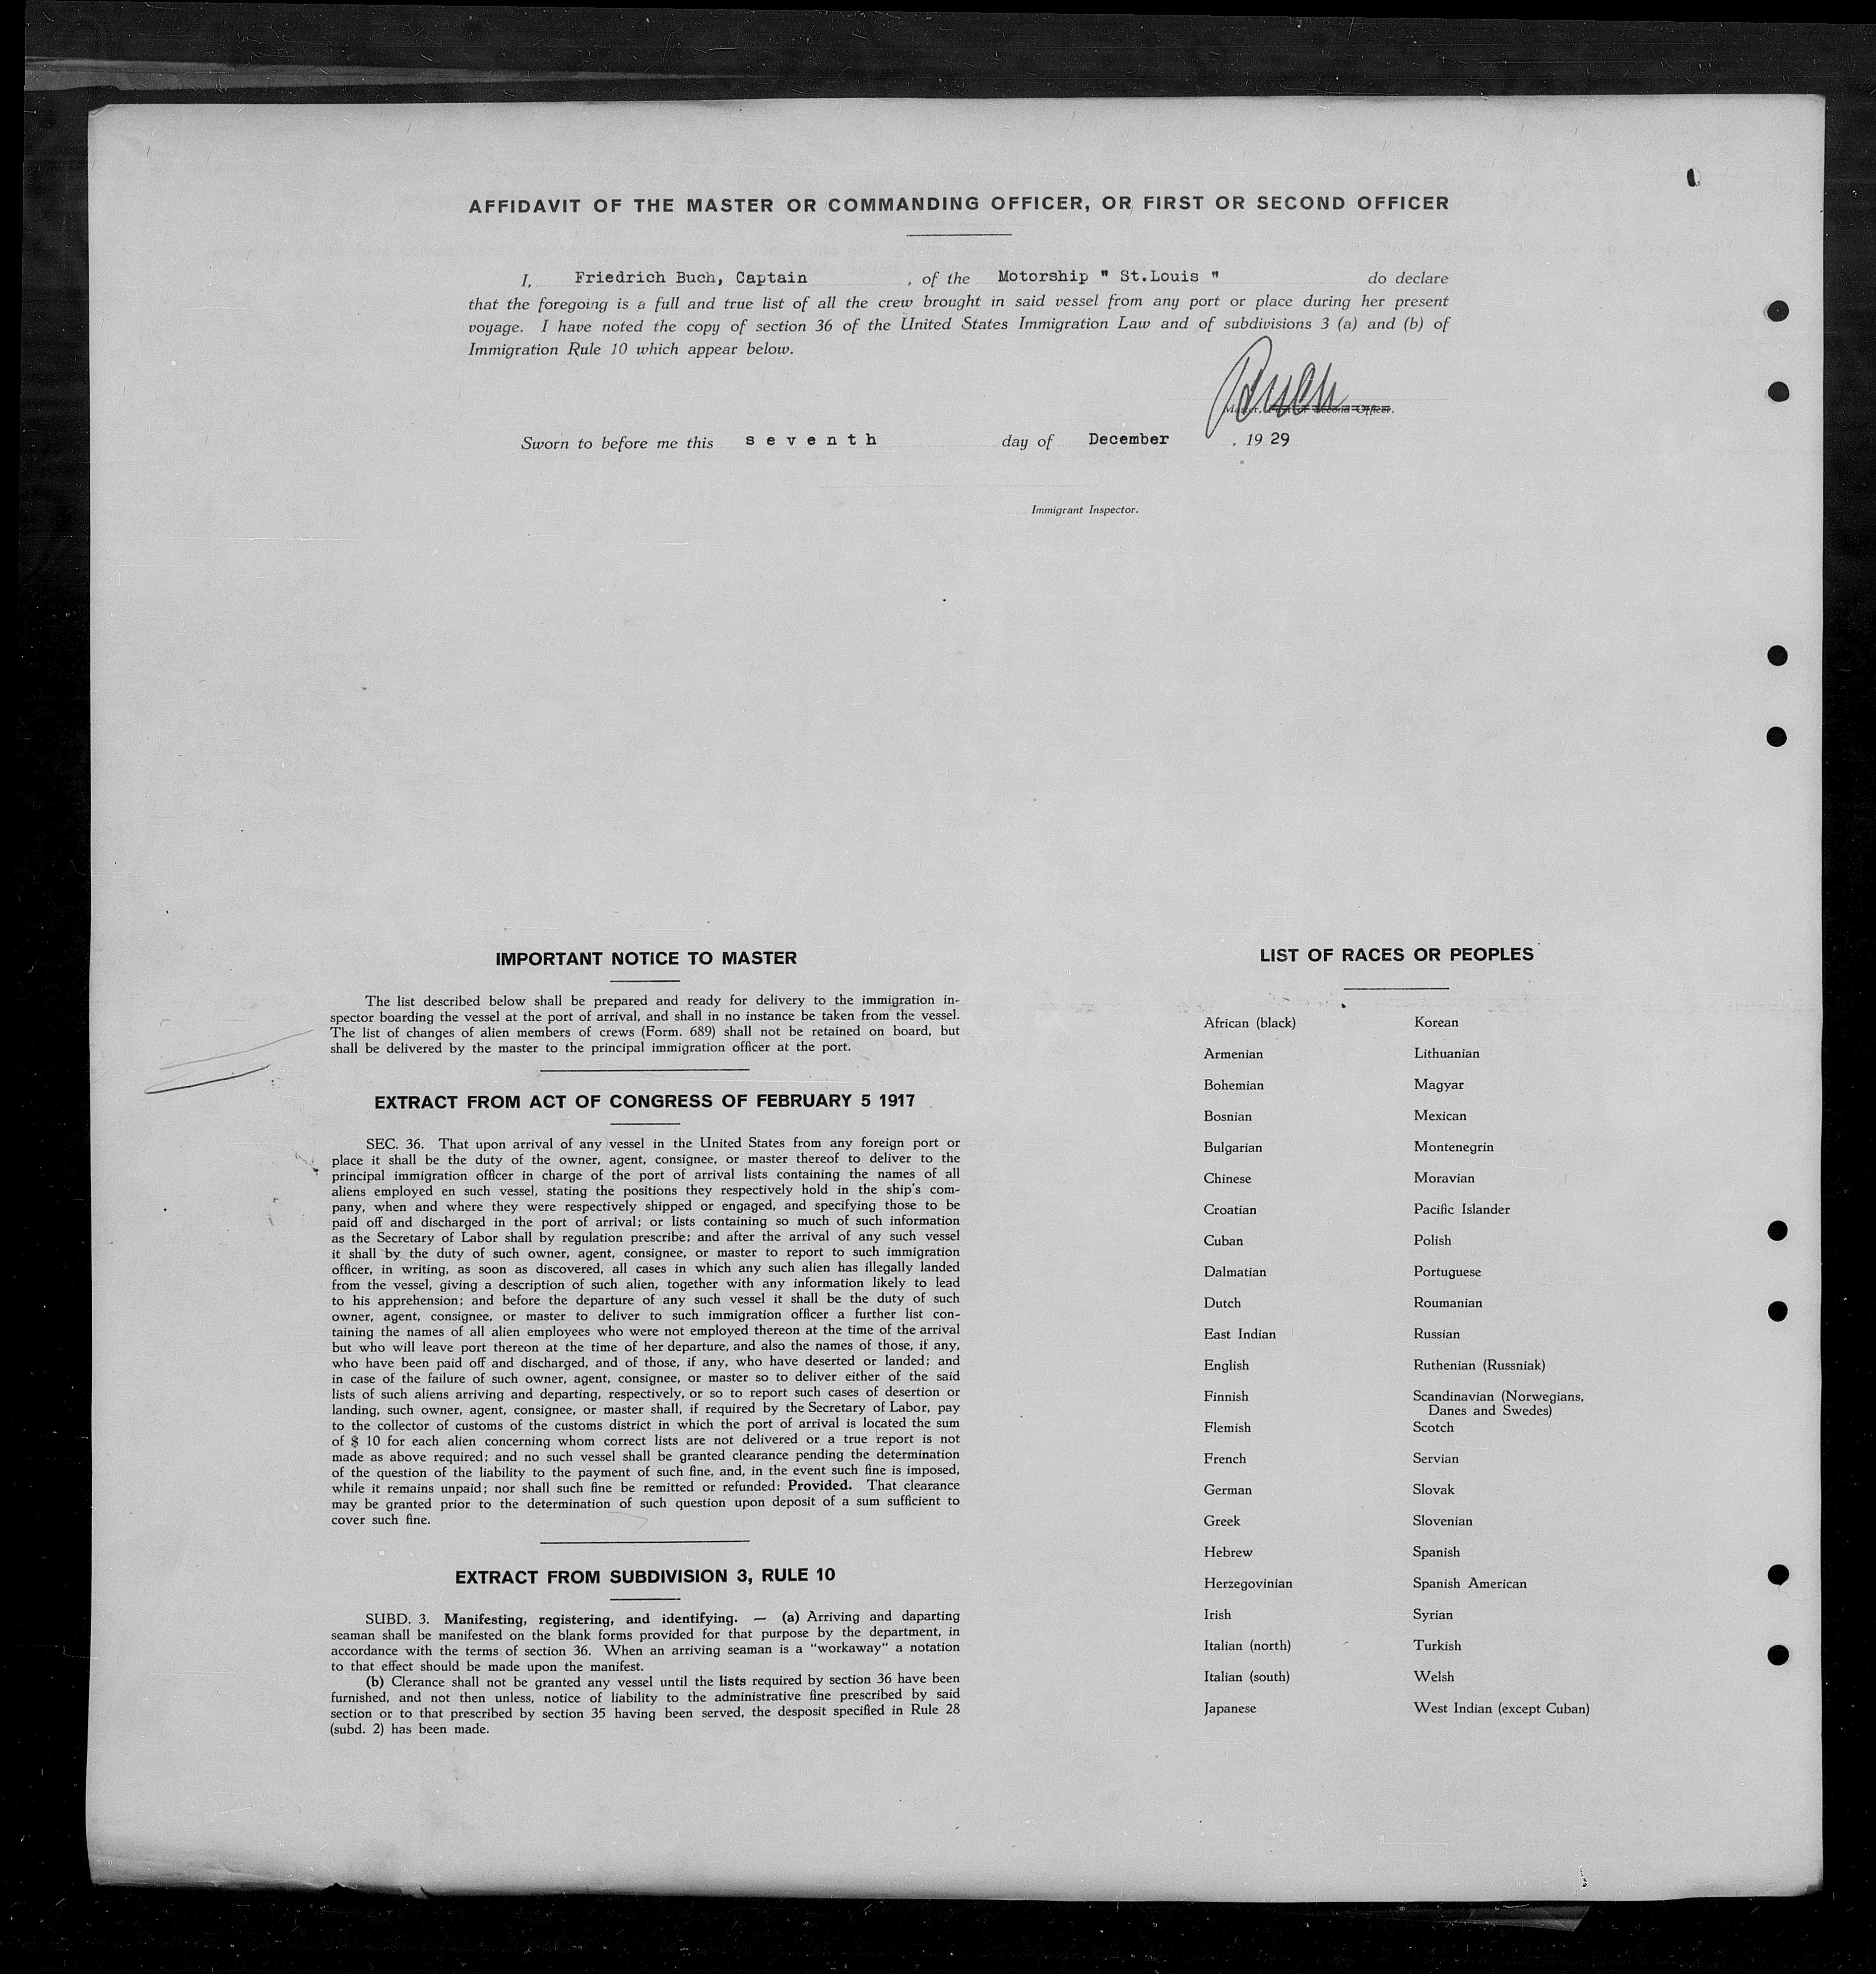 AFFIDAVIT OF THE MASTER OR COMMANDING OFFICER, OR FIRST OR SECOND OFFICER
I, Friedrich Buch, Captain , of the Motorship " St.Louis " do declare
that the foregoing is a full and true list of all the crew brought in said vessel from any port or place during her present
voyage. I have noted the copy of section 36 of the United States Immigration Law and of subdivisions 3 (a) and (b) of
Immigration Rule 10 which appear below.
Buch
Master, First or Second Officer.
Sworn to before me this seventh day of December , 19 29
Immigrant Inspector.
IMPORTANT NOTICE TO MASTER
The list described below shall be prepared and ready for delivery to the immigration in-
spector boarding the vessel at the port of arrival, and shall in no instance be taken from the vessel.
The list of changes of alien members of crews (Form. 689) shall not be retained on board, but
shall be delivered by the master to the principal immigration officer at the port.
EXTRACT FROM ACT OF CONGRESS OF FEBRUARY 5 1917
SEC. 36. That upon arrival of any vessel in the United States from any foreign port or
place it shall be the duty of the owner, agent, consignee, or master thereof to deliver to the
principal immigration officer in charge of the port of arrival lists containing the names of all
aliens employed en such vessel, stating the positions they respectively hold in the ship's com-
pany, when and where they were respectively shipped or engaged, and specifying those to be
paid off and discharged in the port of arrival; or lists containing so much of such information
as the Secretary of Labor shall by regulation prescribe; and after the arrival of any such vessel
it shall by the duty of such owner, agent, consignee, or master to report to such immigration
officer, in writing, as soon as discovered, all cases in which any such alien has illegally landed
from the vessel, giving a description of such alien, together with any information likely to lead
to his apprehension; and before the departure of any such vessel it shall be the duty of such
owner, agent, consignee, or master to deliver to such immigration officer a further list con-
taining the names of all alien employees who were not employed thereon at the time of the arrival
but who will leave port thereon at the time of her departure, and also the names of those, if any,
who have been paid off and discharged, and of those, if any, who have deserted or landed; and
in case of the failure of such owner, agent, consignee, or master so to deliver either of the said
lists of such aliens arriving and departing, respectively, or so to report such cases of desertion or
landing, such owner, agent, consignee, or master shall, if required by the Secretary of Labor, pay
to the collector of customs of the customs district in which the port of arrival is located the sum
of $ 10 for each alien concerning whom correct lists are not delivered or a true report is not
made as above required; and no such vessel shall be granted clearance pending the determination
of the question of the liability to the payment of such fine, and, in the event such fine is imposed,
while it remains unpaid; nor shall such fine be remitted or refunded: Provided. That clearance
may be granted prior to the determination of such question upon deposit of a sum sufficient to
cover such fine.
EXTRACT FROM SUBDIVISION 3, RULE 10
SUBD. 3. Manifesting, registering, and identifying. — (a) Arriving and daparting
seaman shall be manifested on the blank forms provided for that purpose by the department, in
accordance with the terms of section 36. When an arriving seaman is a "workaway" a notation
to that effect should be made upon the manifest.
(b) Clerance shall not be granted any vessel until the lists required by section 36 have been
furnished, and not then unless, notice of liability to the administrative fine prescribed by said
section or to that prescribed by section 35 having been served, the desposit specified in Rule 28
(subd. 2) has been made.
LIST OF RACES OR PEOPLES
African (black) Korean
Armenian Lithuanian
Bohemian Magyar
Bosnian Mexican
Bulgarian Montenegrin
Chinese Moravian
Croatian Pacific Islander
Cuban Polish
Dalmatian Portuguese
Dutch Roumanian
East Indian Russian
English Ruthenian (Russniak)
Finnish Scandinavian (Norwegians,
Danes and Swedes)
Flemish Scotch
French Servian
German Slovak
Greek Slovenian
Hebrew Spanish
Herzegovinian Spanish American
Irish Syrian
Italian (north) Turkish
Italian (south) Welsh
Japanese West Indian (except Cuban)